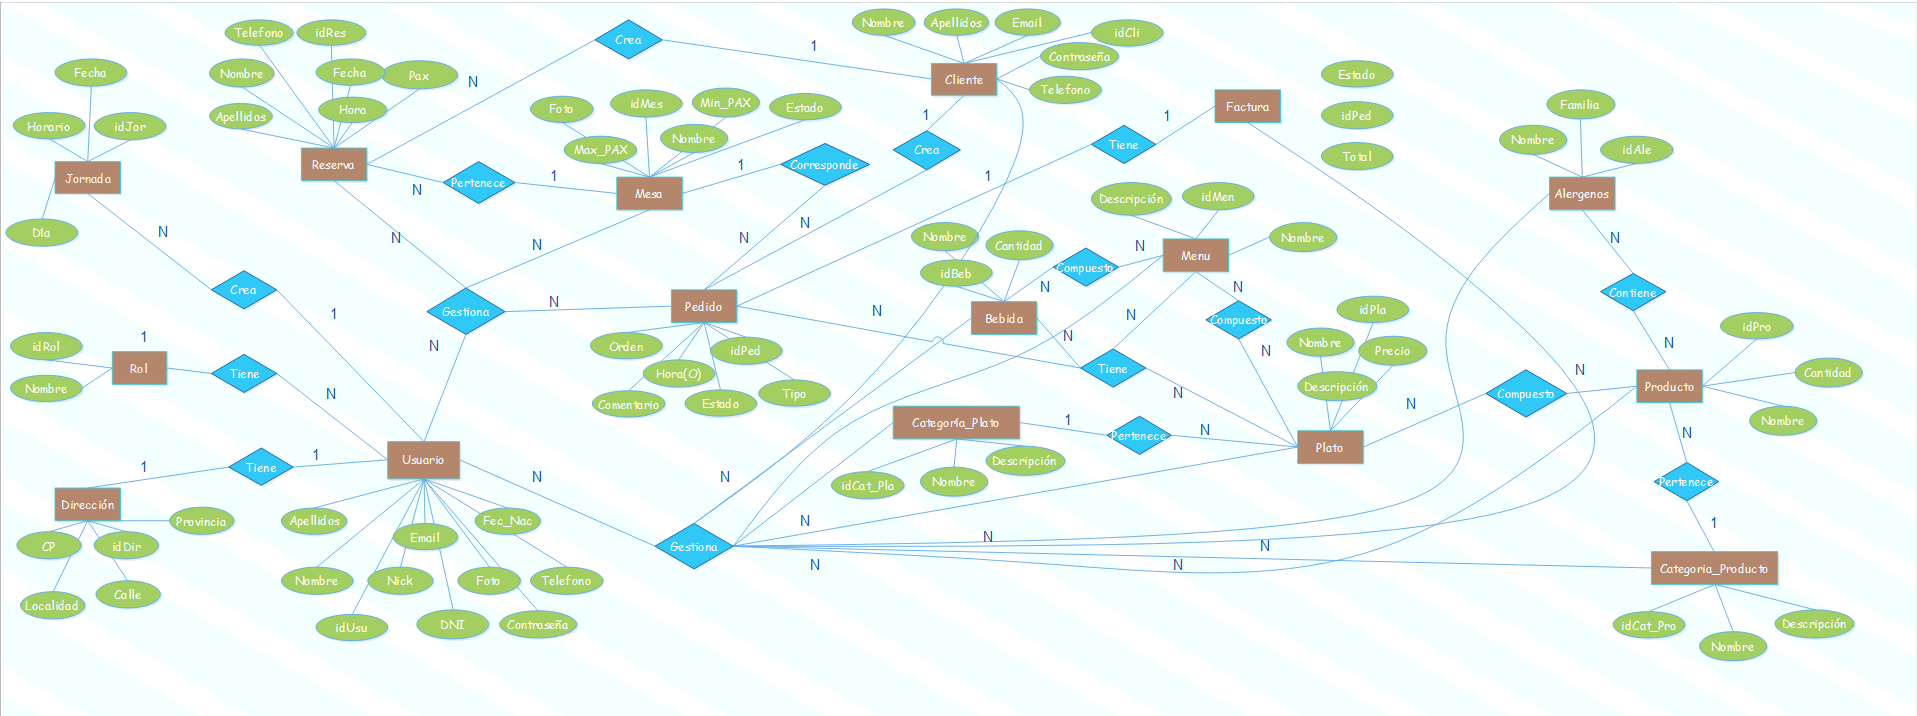 Nombre
Apellidos
Email
idCli
Telefono
idRes
Crea
1
Contraseña
Cliente
Telefono
Fecha
Nombre
Fecha
Pax
N
Estado
Hora
Apellidos
Foto
idMes
Min_PAX
Estado
Factura
Familia
Horario
idJor
Max_PAX
Nombre
1
1
idPed
Nombre
Crea
Tiene
Total
idAle
Jornada
Reserva
Pertenece
1
Mesa
1
Corresponde
1
Alergenos
N
Descripción
idMen
Día
N
N
N
N
N
Nombre
Cantidad
N
Menu
Nombre
N
Crea
idBeb
Compuesto
N
N
Contiene
Gestiona
N
Pedido
N
Bebida
N
Compuesto
idPla
1
1
N
Orden
idPed
N
Nombre
Precio
N
N
idPro
idRol
Rol
Tiene
Hora(O)
Tiene
Descripción
Compuesto
N
Producto
Cantidad
Nombre
N
Comentario
Estado
Tipo
N
N
Nombre
Categoría_Plato
1
Pertenece
N
Plato
N
1
Tiene
1
Usuario
N
N
idCat_Pla
Nombre
Descripción
Pertenece
Dirección
Provincia
Apellidos
Email
Fec_Nac
N
1
CP
idDir
Gestiona
N
N
Nombre
Nick
Foto
Telefono
N
N
Categoria_Producto
Localidad
Calle
idUsu
DNI
Contraseña
idCat_Pro
Nombre
Descripción